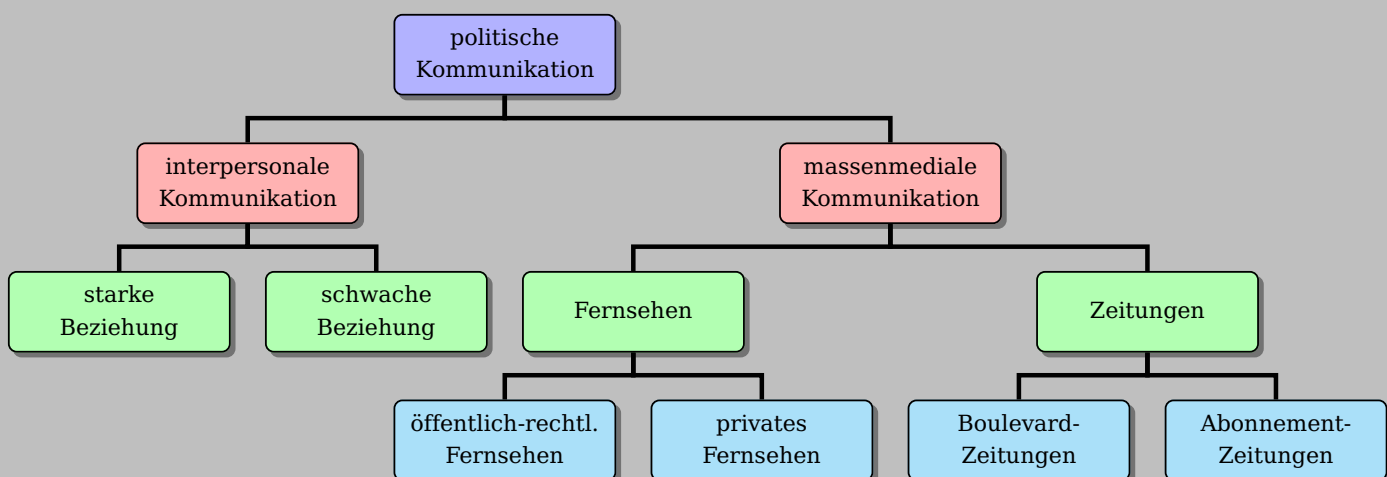 politische
Kommunikation
interpersonale
Kommunikation
massenmediale
Kommunikation
starke
Beziehung
schwache
Beziehung
Fernsehen
Zeitungen
öffentlich-rechtl.
Fernsehen
privates
Fernsehen
Boulevard-
Zeitungen
Abonnement-
Zeitungen